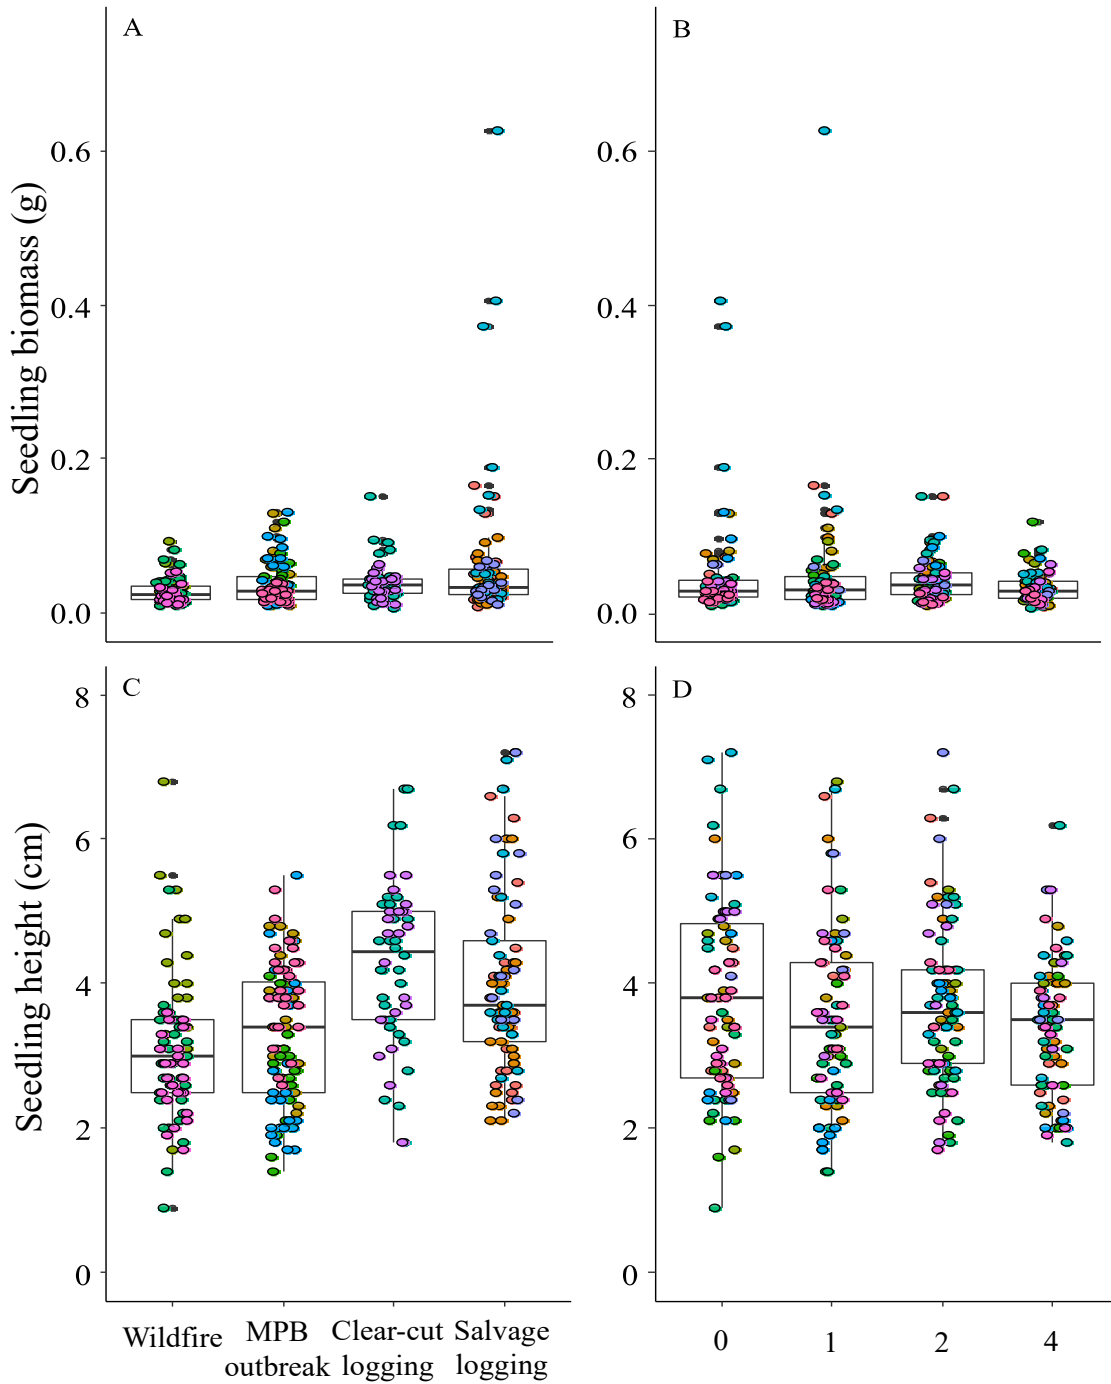 A
B
0.6
0.4
0.2
0.0
Seedling biomass (g)
0.6
0.4
0.2
0.0
C
D
8
6
4
2
0
Seedling height (cm)
8
6
4
2
0
Wildfire
MPB
outbreak
Clear-cut
logging
Salvage
logging
0
1
2
4